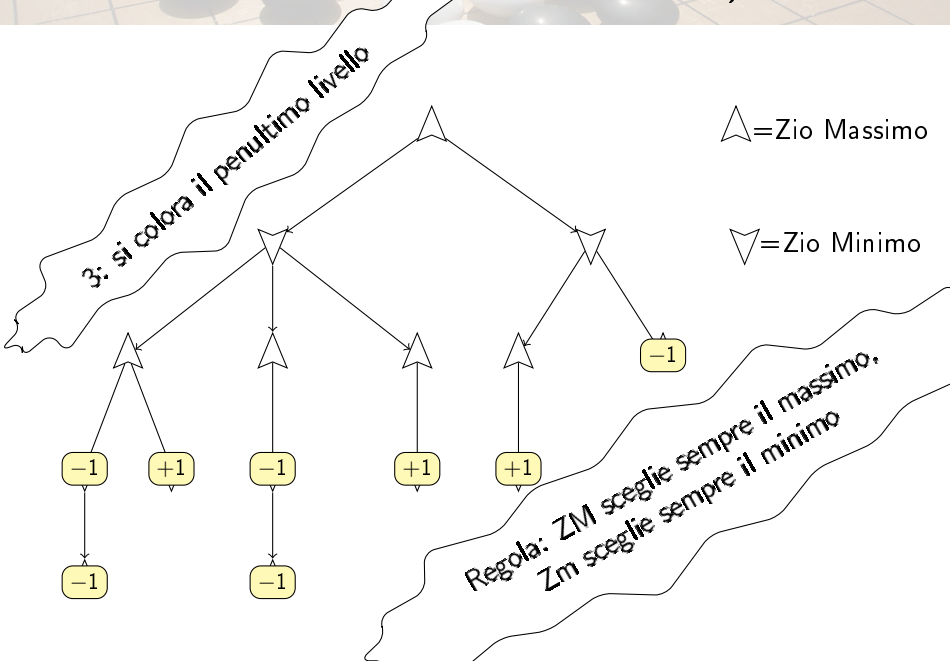 3: si colora il penultimo livello
=Zio Massimo
=Zio Minimo
−1
−1 +1 −1 +1 +1
−1 −1
Regola: ZM sceglie sempre il massimo,
Zm sceglie sempre il minimo